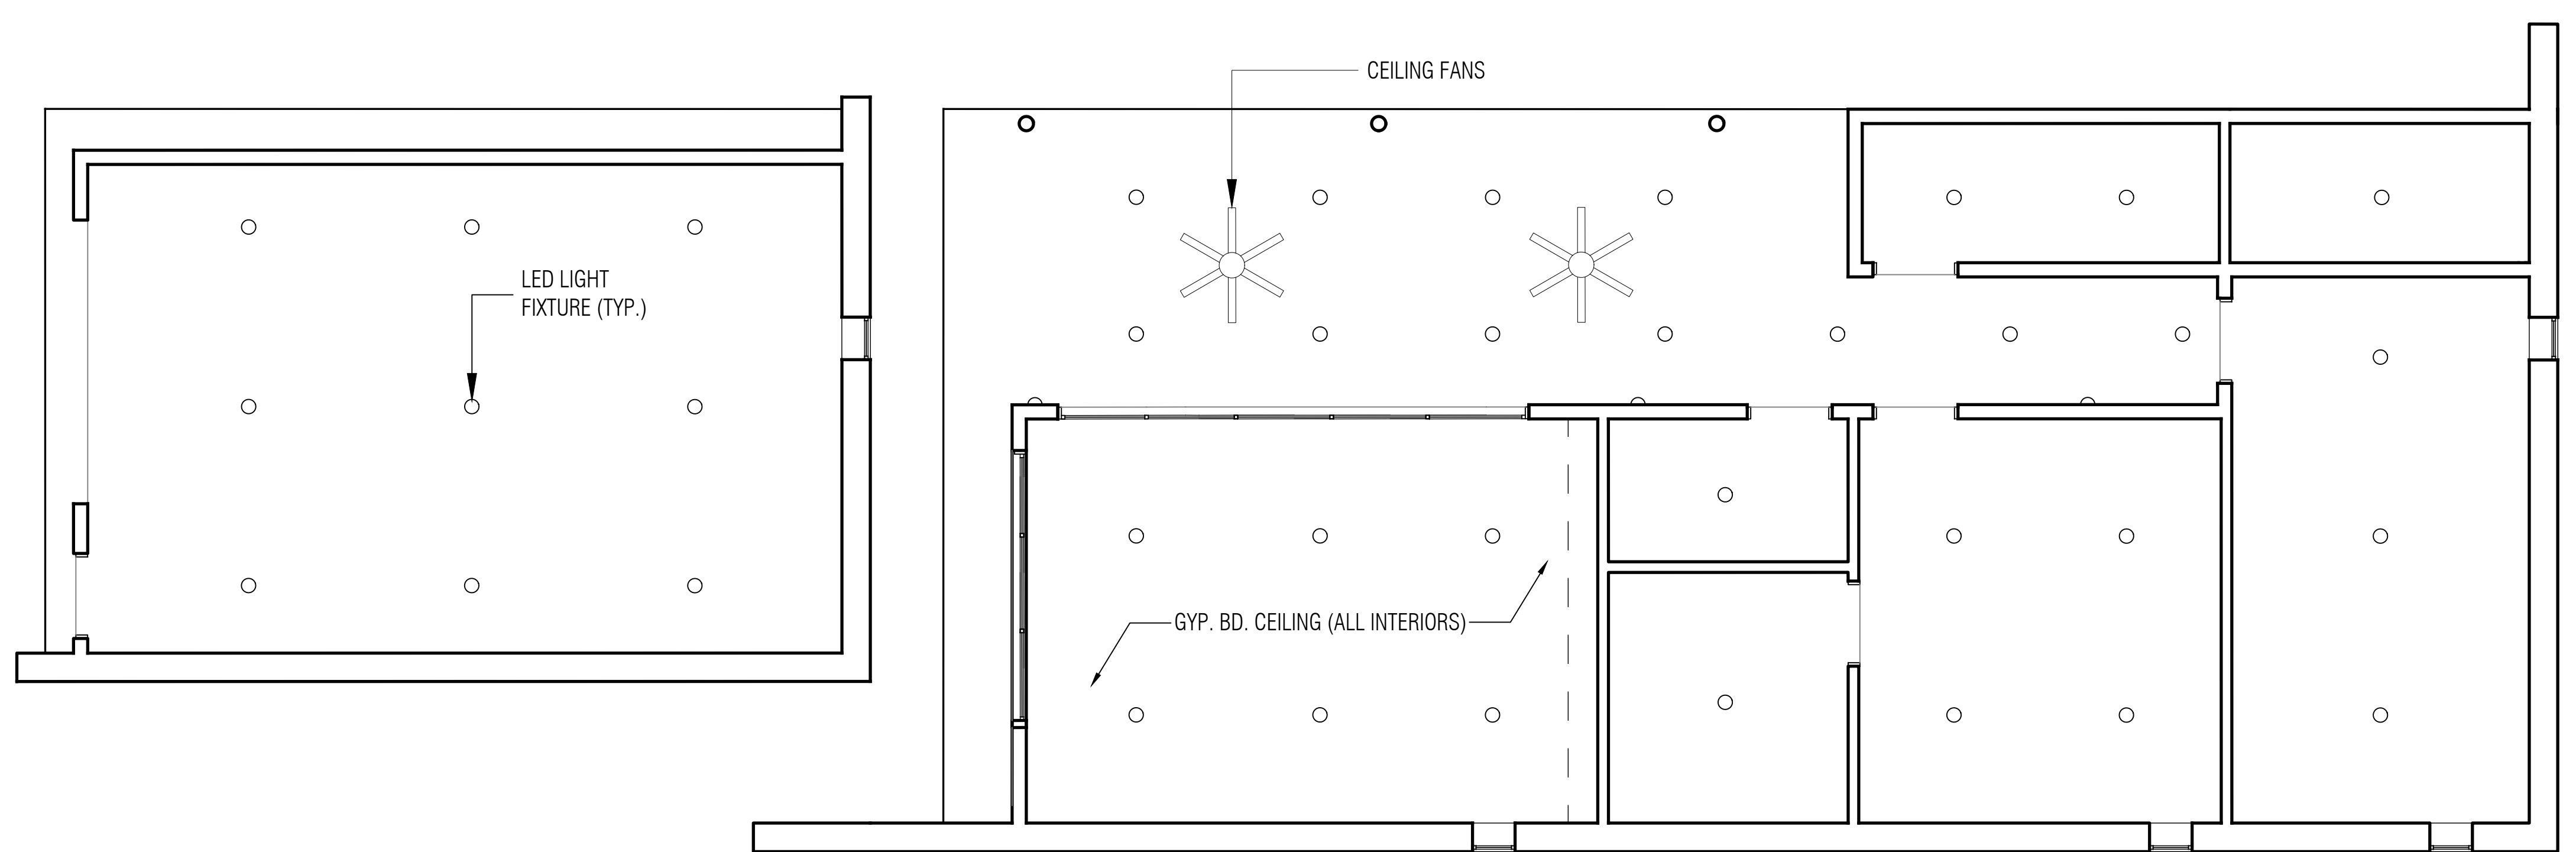 CEILING FANS
LED LIGHT
FIXTURE (TYP.)
GYP. BD. CEILING (ALL INTERIORS)